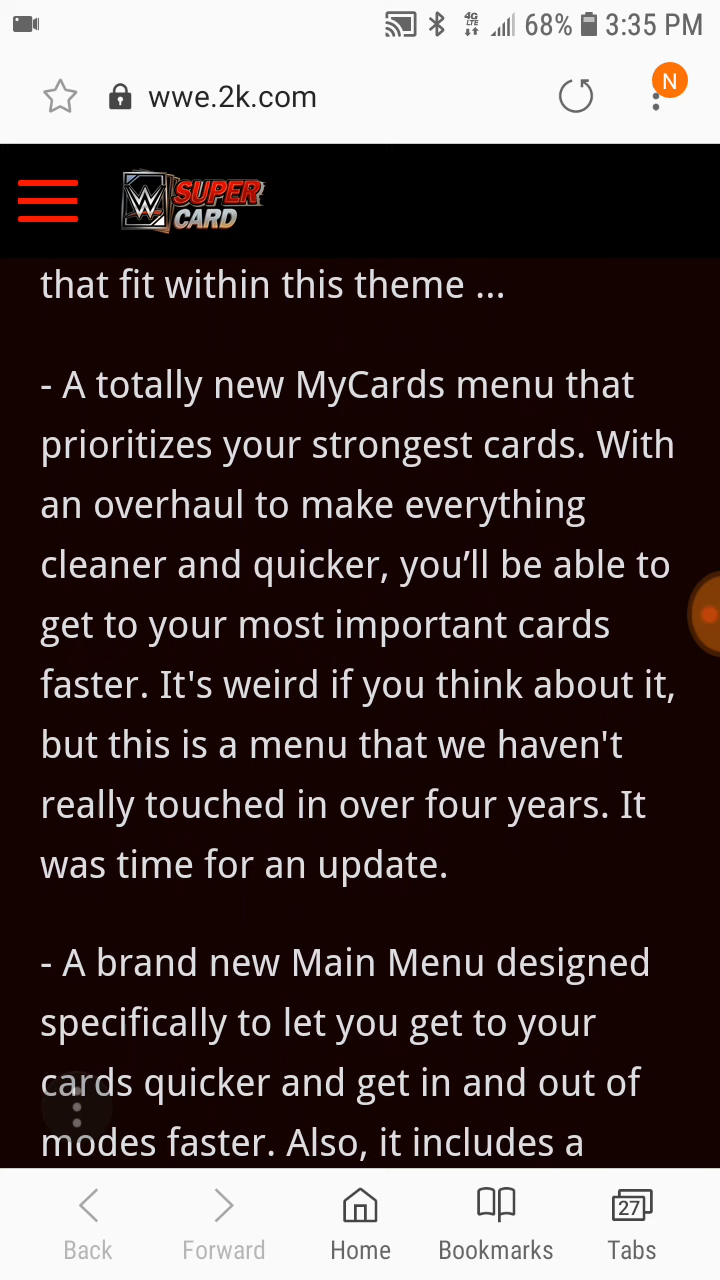 4G LTE 68% 3:35 PM
wwe.2k.com N
W SUPER CARD
that fit within this theme ...
- A totally new MyCards menu that
prioritizes your strongest cards. With
an overhaul to make everything
cleaner and quicker, you’ll be able to
get to your most important cards
faster. It's weird if you think about it,
but this is a menu that we haven't
really touched in over four years. It
was time for an update.
- A brand new Main Menu designed
specifically to let you get to your
cards quicker and get in and out of
modes faster. Also, it includes a
27
Back Forward Home Bookmarks Tabs